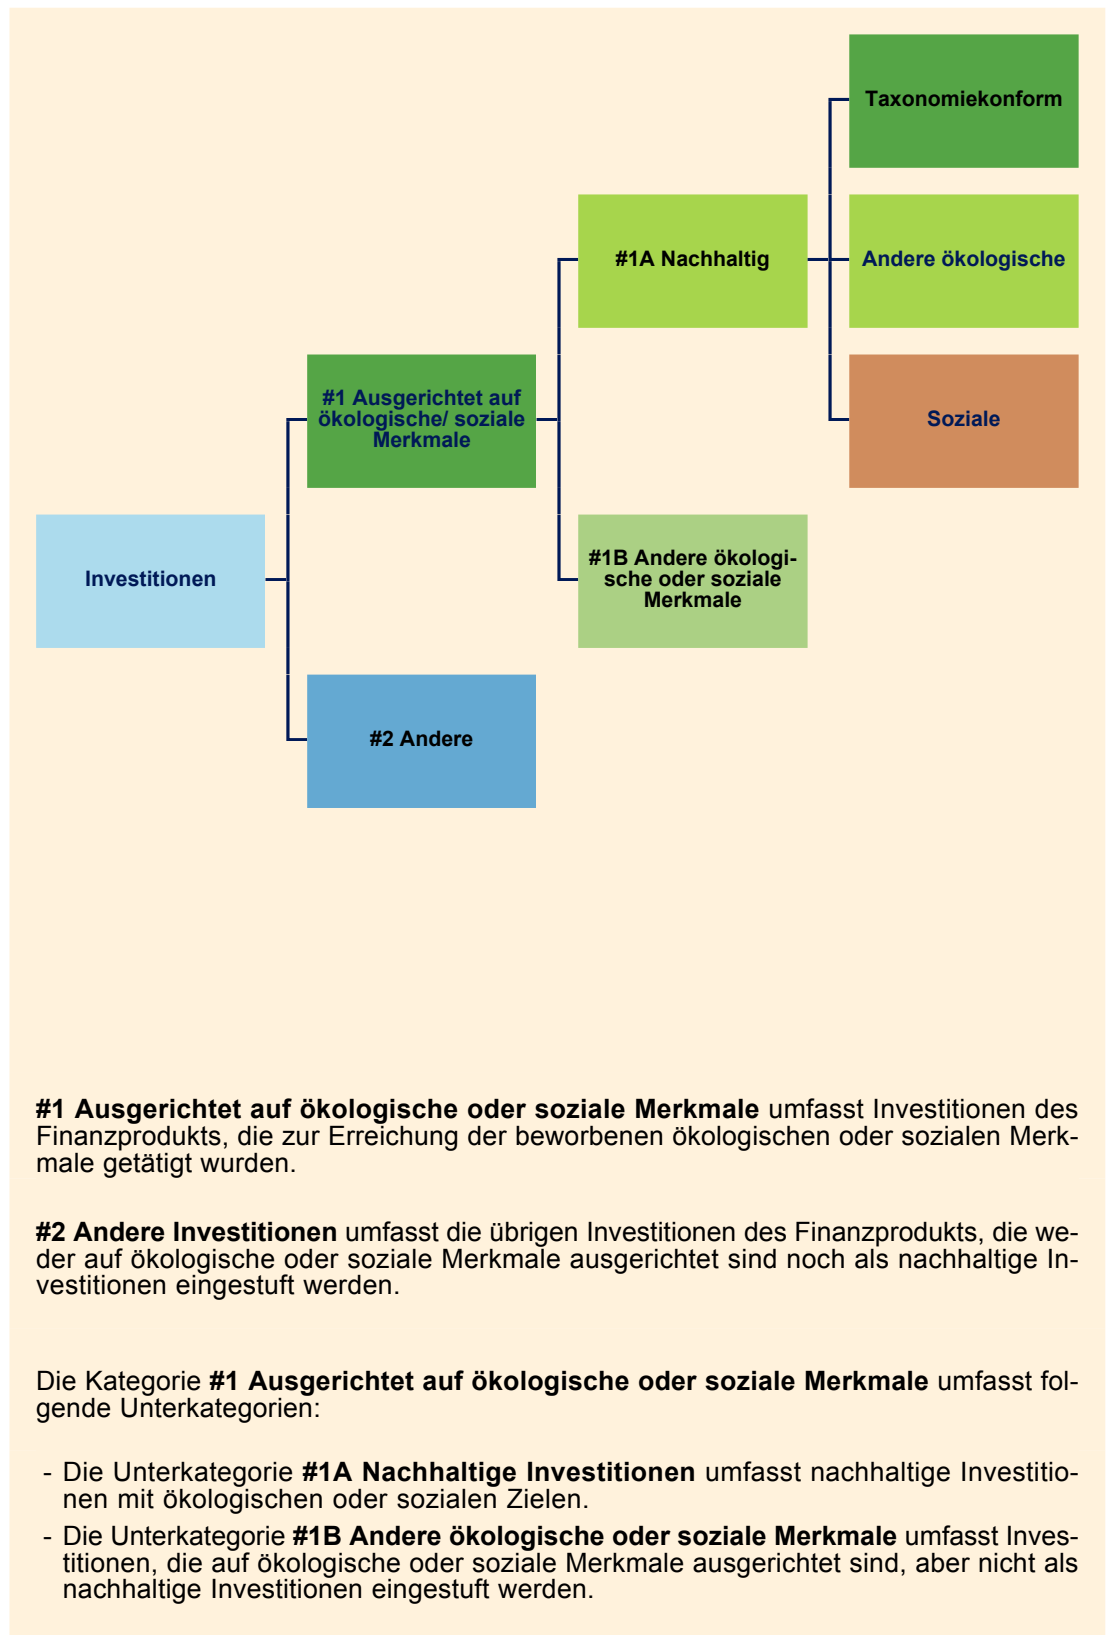 Taxonomiekonform
#1A Nachhaltig
Andere ökologische
#1 Ausgerichtet auf
ökologische/ soziale
Merkmale
Soziale
Investitionen
#1B Andere ökologi-
sche oder soziale
Merkmale
#2 Andere
#1 Ausgerichtet auf ökologische oder soziale Merkmale umfasst Investitionen des
Finanzprodukts, die zur Erreichung der beworbenen ökologischen oder sozialen Merk-
male getätigt wurden.
#2 Andere Investitionen umfasst die übrigen Investitionen des Finanzprodukts, die we-
der auf ökologische oder soziale Merkmale ausgerichtet sind noch als nachhaltige In-
vestitionen eingestuft werden.
Die Kategorie #1 Ausgerichtet auf ökologische oder soziale Merkmale umfasst fol-
gende Unterkategorien:
- Die Unterkategorie #1A Nachhaltige Investitionen umfasst nachhaltige Investitio-
nen mit ökologischen oder sozialen Zielen.
- Die Unterkategorie #1B Andere ökologische oder soziale Merkmale umfasst Inves-
titionen, die auf ökologische oder soziale Merkmale ausgerichtet sind, aber nicht als
nachhaltige Investitionen eingestuft werden.